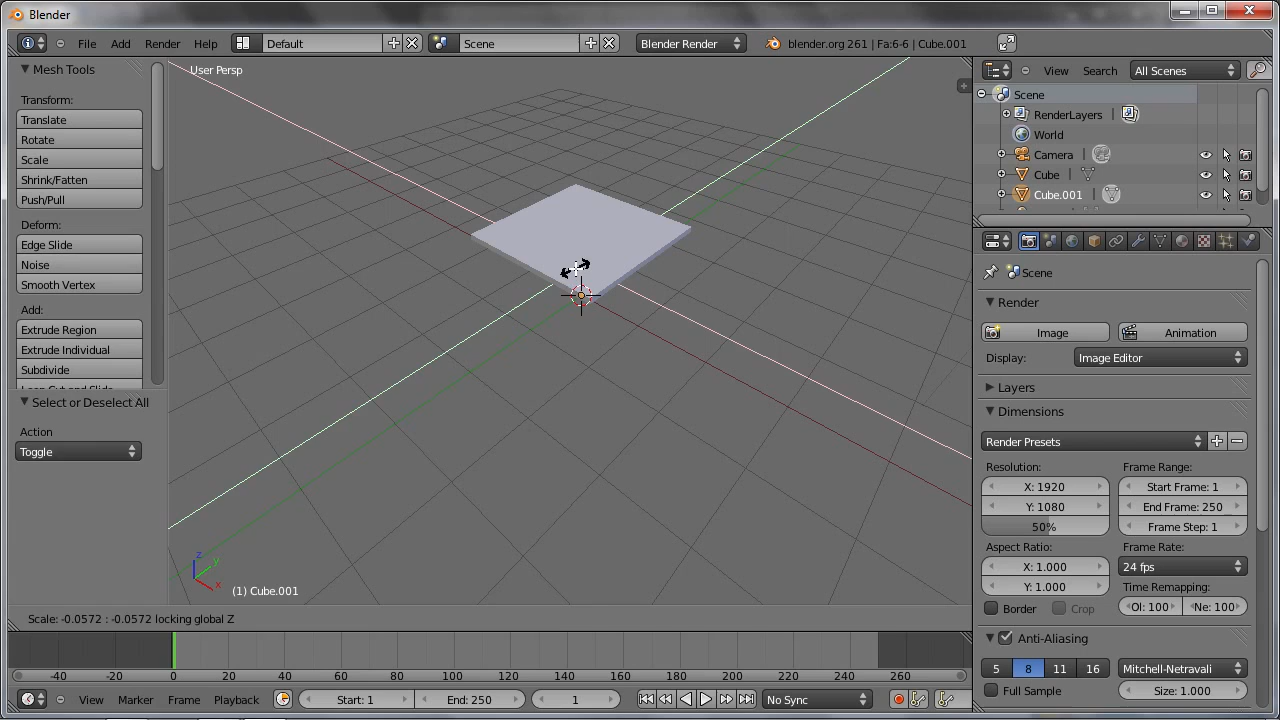 Blender
File Add Render Help Default Scene Blender Render blender.org 261 | Fa:6-6 | Cube.001
Mesh Tools
Transform:
Translate
Rotate
Scale
Shrink/Fatten
Push/Pull
Deform:
Edge Slide
Noise
Smooth Vertex
Add:
Extrude Region
Extrude Individual
Subdivide
Loop Cut and Slide
Select or Deselect All
Action
Toggle
User Persp
z
y
x
(1) Cube.001
Scale: -0.0572 : -0.0572 locking global Z
-40 -20 0 20 40 60 80 100 120 140 160 180 200 220 240 260
View Marker Frame Playback Start: 1 End: 250 1 No Sync
View Search All Scenes
Scene
RenderLayers |
World
Camera |
Cube |
Cube.001 |
Scene
Render
Image Animation
Display: Image Editor
Layers
Dimensions
Render Presets
Resolution: Frame Range:
X: 1920 Start Frame: 1
Y: 1080 End Frame: 250
50% Frame Step: 1
Aspect Ratio: Frame Rate:
X: 1.000 24 fps
Y: 1.000 Time Remapping:
Border Crop Ol: 100 Ne: 100
Anti-Aliasing
5 8 11 16 Mitchell-Netravali
Full Sample Size: 1.000